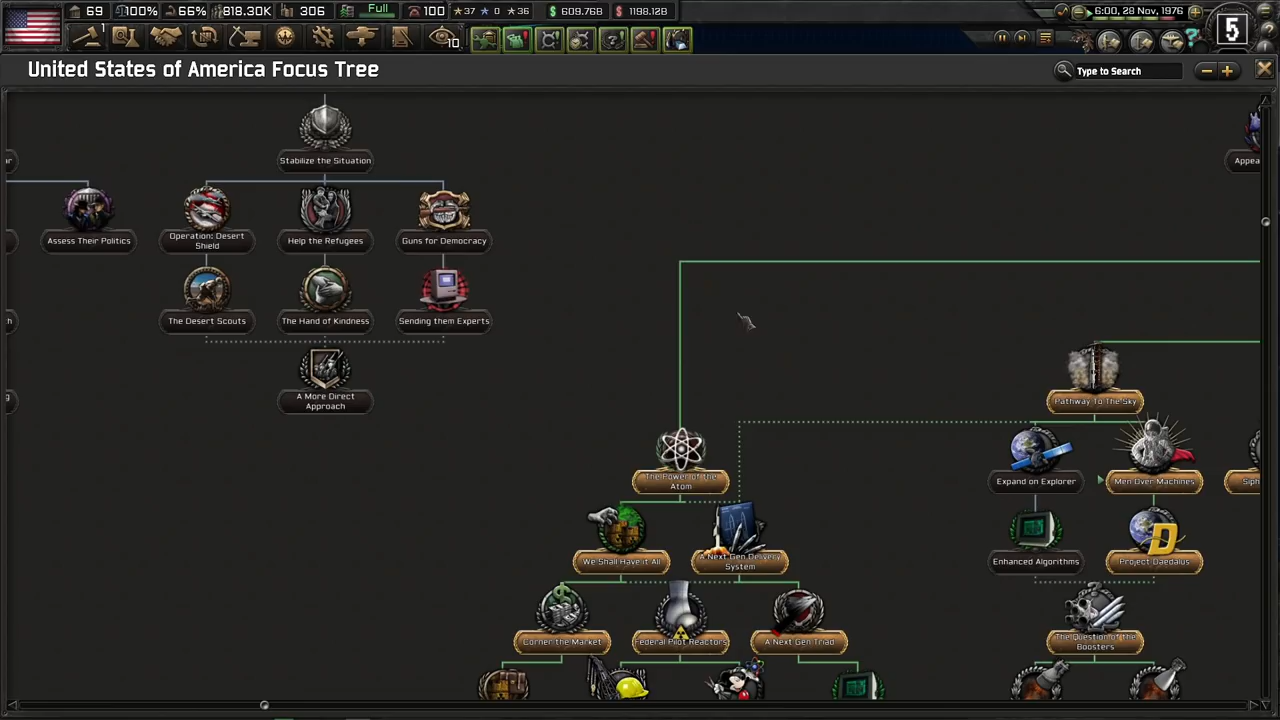 69 100% 66% 818.30K 306 Full 100 37 0 36 $ 609.76B $ 1198.12B 6:00, 28 Nov, 1976
1 10 5
United States of America Focus Tree
Type to Search
Stabilize the Situation
Appea
Assess Their Politics
Operation: Desert
Shield
Help the Refugees
Guns for Democracy
The Desert Scouts
The Hand of Kindness
Sending them Experts
A More Direct
Approach
Pathway To The Sky
The Power of the
Atom
Expand on Explorer
Men Over Machines
Siph
We Shall Have it All
A Next Gen Delivery
System
Enhanced Algorithms
Project Daedalus
Corner the Market
Federal Pilot Reactors
A Next Gen Triad
The Question of the
Boosters